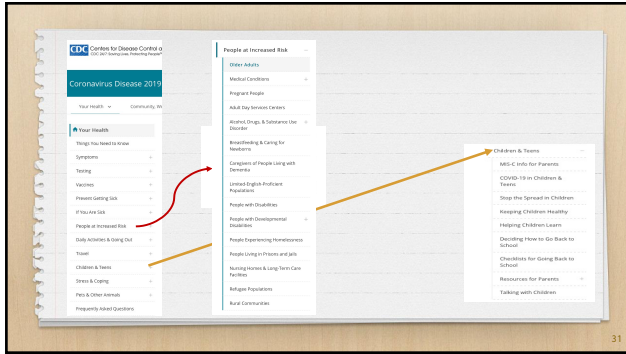 CDC Centers for Disease Control a
CDC 24/7: Saving Lives, Protecting People™
Coronavirus Disease 2019
Your Health
Community, W
Your Health
Things You Need to Know
Symptoms
Testing
Vaccines
Prevent Getting Sick
If You Are Sick
People at Increased Risk
Daily Activities & Going Out
Travel
Children & Teens
Stress & Coping
Pets & Other Animals
Frequently Asked Questions
People at Increased Risk
Older Adults
Medical Conditions
Pregnant People
Adult Day Services Centers
Alcohol, Drugs, & Substance Use
Disorder
Breastfeeding & Caring for
Newborns
Caregivers of People Living with
Dementia
Limited-English-Proficient
Populations
People with Disabilities
People with Developmental
Disabilities
People Experiencing Homelessness
People Living in Prisons and Jails
Nursing Homes & Long-Term Care
Facilities
Refugee Populations
Rural Communities
Children & Teens
MIS-C Info for Parents
COVID-19 in Children &
Teens
Stop the Spread in Children
Keeping Children Healthy
Helping Children Learn
Deciding How to Go Back to
School
Checklists for Going Back to
School
Resources for Parents
Talking with Children
31